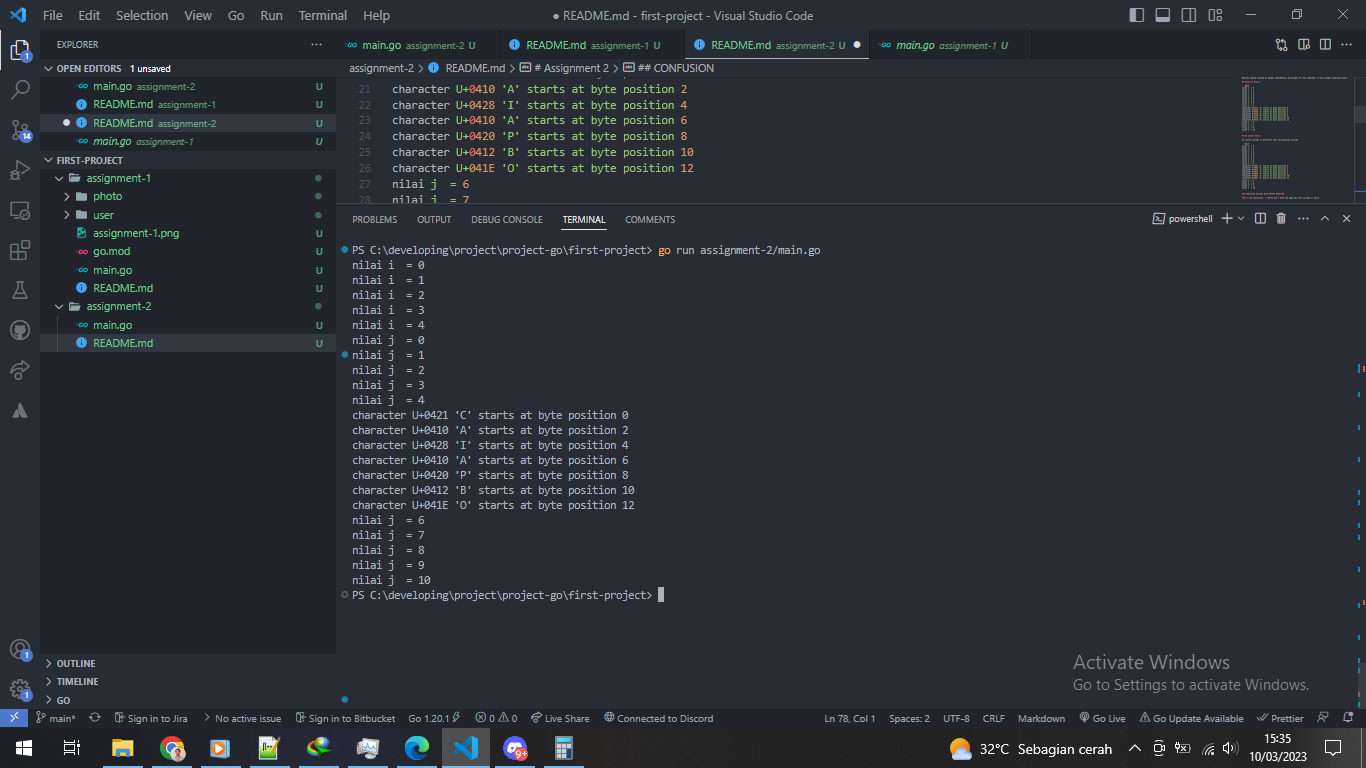 File Edit Selection View Go Run Terminal Help
● README.md - first-project - Visual Studio Code
EXPLORER
main.go assignment-2 U
README.md assignment-1 U
README.md assignment-2 U
main.go assignment-1 U
OPEN EDITORS 1 unsaved
main.go assignment-2 U
README.md assignment-1 U
README.md assignment-2 U
main.go assignment-1 U
FIRST-PROJECT
assignment-1
photo
user
assignment-1.png U
go.mod U
main.go U
README.md U
assignment-2
main.go U
README.md U
OUTLINE
TIMELINE
GO
assignment-2 > README.md > # Assignment 2 > ## CONFUSION
21 character U+0410 'A' starts at byte position 2
22 character U+0428 'I' starts at byte position 4
23 character U+0410 'A' starts at byte position 6
24 character U+0420 'P' starts at byte position 8
25 character U+0412 'B' starts at byte position 10
26 character U+041E 'O' starts at byte position 12
27 nilai j = 6
28 nilai j = 7
PROBLEMS OUTPUT DEBUG CONSOLE TERMINAL COMMENTS
powershell
PS C:\developing\project\project-go\first-project> go run assignment-2/main.go
nilai i = 0
nilai i = 1
nilai i = 2
nilai i = 3
nilai i = 4
nilai j = 0
nilai j = 1
nilai j = 2
nilai j = 3
nilai j = 4
character U+0421 'C' starts at byte position 0
character U+0410 'A' starts at byte position 2
character U+0428 'I' starts at byte position 4
character U+0410 'A' starts at byte position 6
character U+0420 'P' starts at byte position 8
character U+0412 'B' starts at byte position 10
character U+041E 'O' starts at byte position 12
nilai j = 6
nilai j = 7
nilai j = 8
nilai j = 9
nilai j = 10
PS C:\developing\project\project-go\first-project>
Activate Windows
Go to Settings to activate Windows.
main* Sign in to Jira No active issue Sign in to Bitbucket Go 1.20.1 0 0 Live Share Connected to Discord Ln 78, Col 1 Spaces: 2 UTF-8 CRLF Markdown Go Live Go Update Available Prettier
32°C Sebagian cerah
15:35
10/03/2023